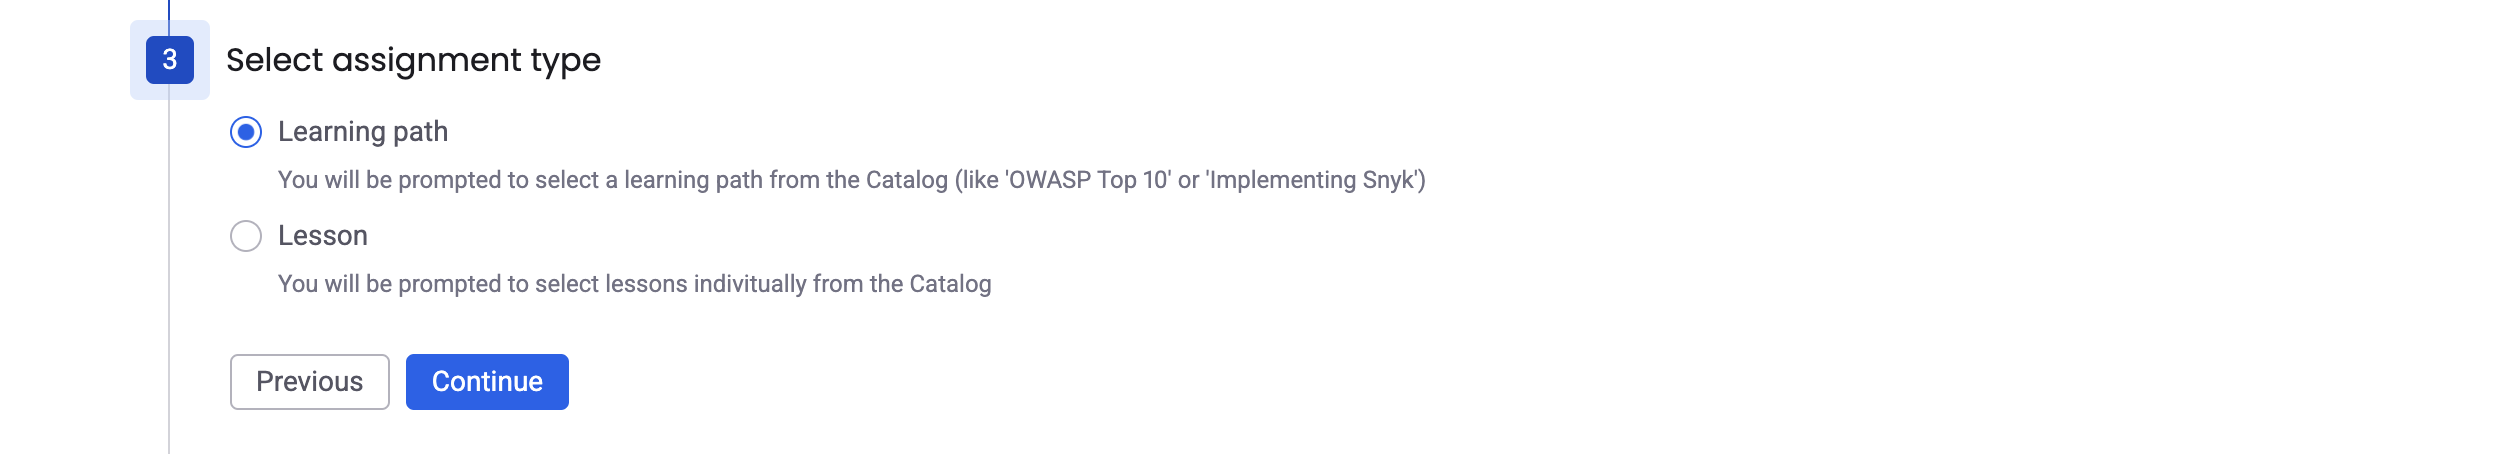 3
Select assignment type
Learning path
You will be prompted to select a learning path from the Catalog (like 'OWASP Top 10' or 'Implementing Snyk')
Lesson
You will be prompted to select lessons indivitually from the Catalog
Previous
Continue